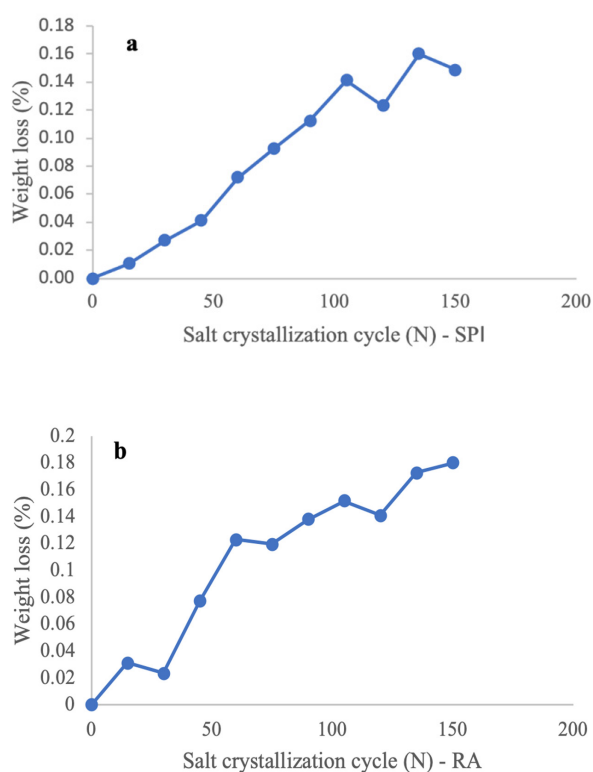 a
Weight loss (%)
0.18
0.16
0.14
0.12
0.10
0.08
0.06
0.04
0.02
0.00
0 50 100 150 200
Salt crystallization cycle (N) - SPI
b
Weight loss (%)
0.2
0.18
0.16
0.14
0.12
0.1
0.08
0.06
0.04
0.02
0
0 50 100 150 200
Salt crystallization cycle (N) - RA